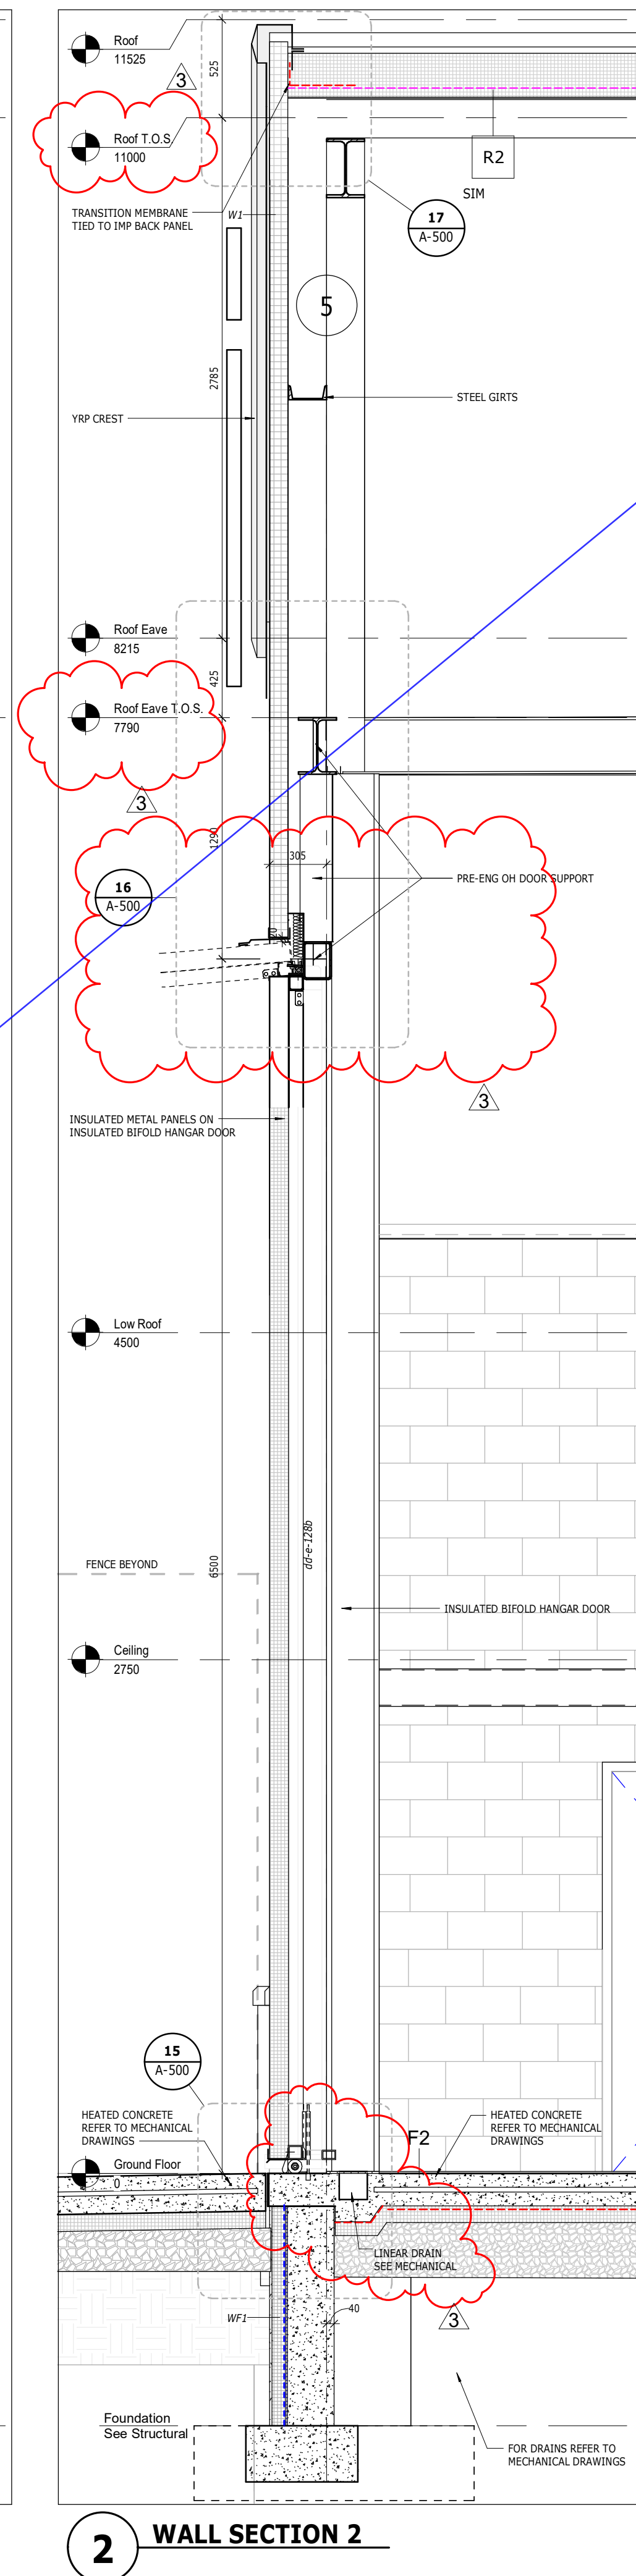 Roof
11525
525
3
Roof T.O.S.
11000
R2
SIM
TRANSITION MEMBRANE
TIED TO IMP BACK PANEL
W1
17
A-500
5
2785
STEEL GIRTS
YRP CREST
Roof Eave
8215
425
Roof Eave T.O.S.
7790
3
1290
305
16
A-500
PRE-ENG OH DOOR SUPPORT
3
INSULATED METAL PANELS ON
INSULATED BIFOLD HANGAR DOOR
Low Roof
4500
dd-e-128b
6500
FENCE BEYOND
INSULATED BIFOLD HANGAR DOOR
Ceiling
2750
15
A-500
HEATED CONCRETE
REFER TO MECHANICAL
DRAWINGS
F2
HEATED CONCRETE
REFER TO MECHANICAL
DRAWINGS
Ground Floor
0
LINEAR DRAIN
SEE MECHANICAL
WF1
40
3
Foundation
See Structural
FOR DRAINS REFER TO
MECHANICAL DRAWINGS
2
WALL SECTION 2